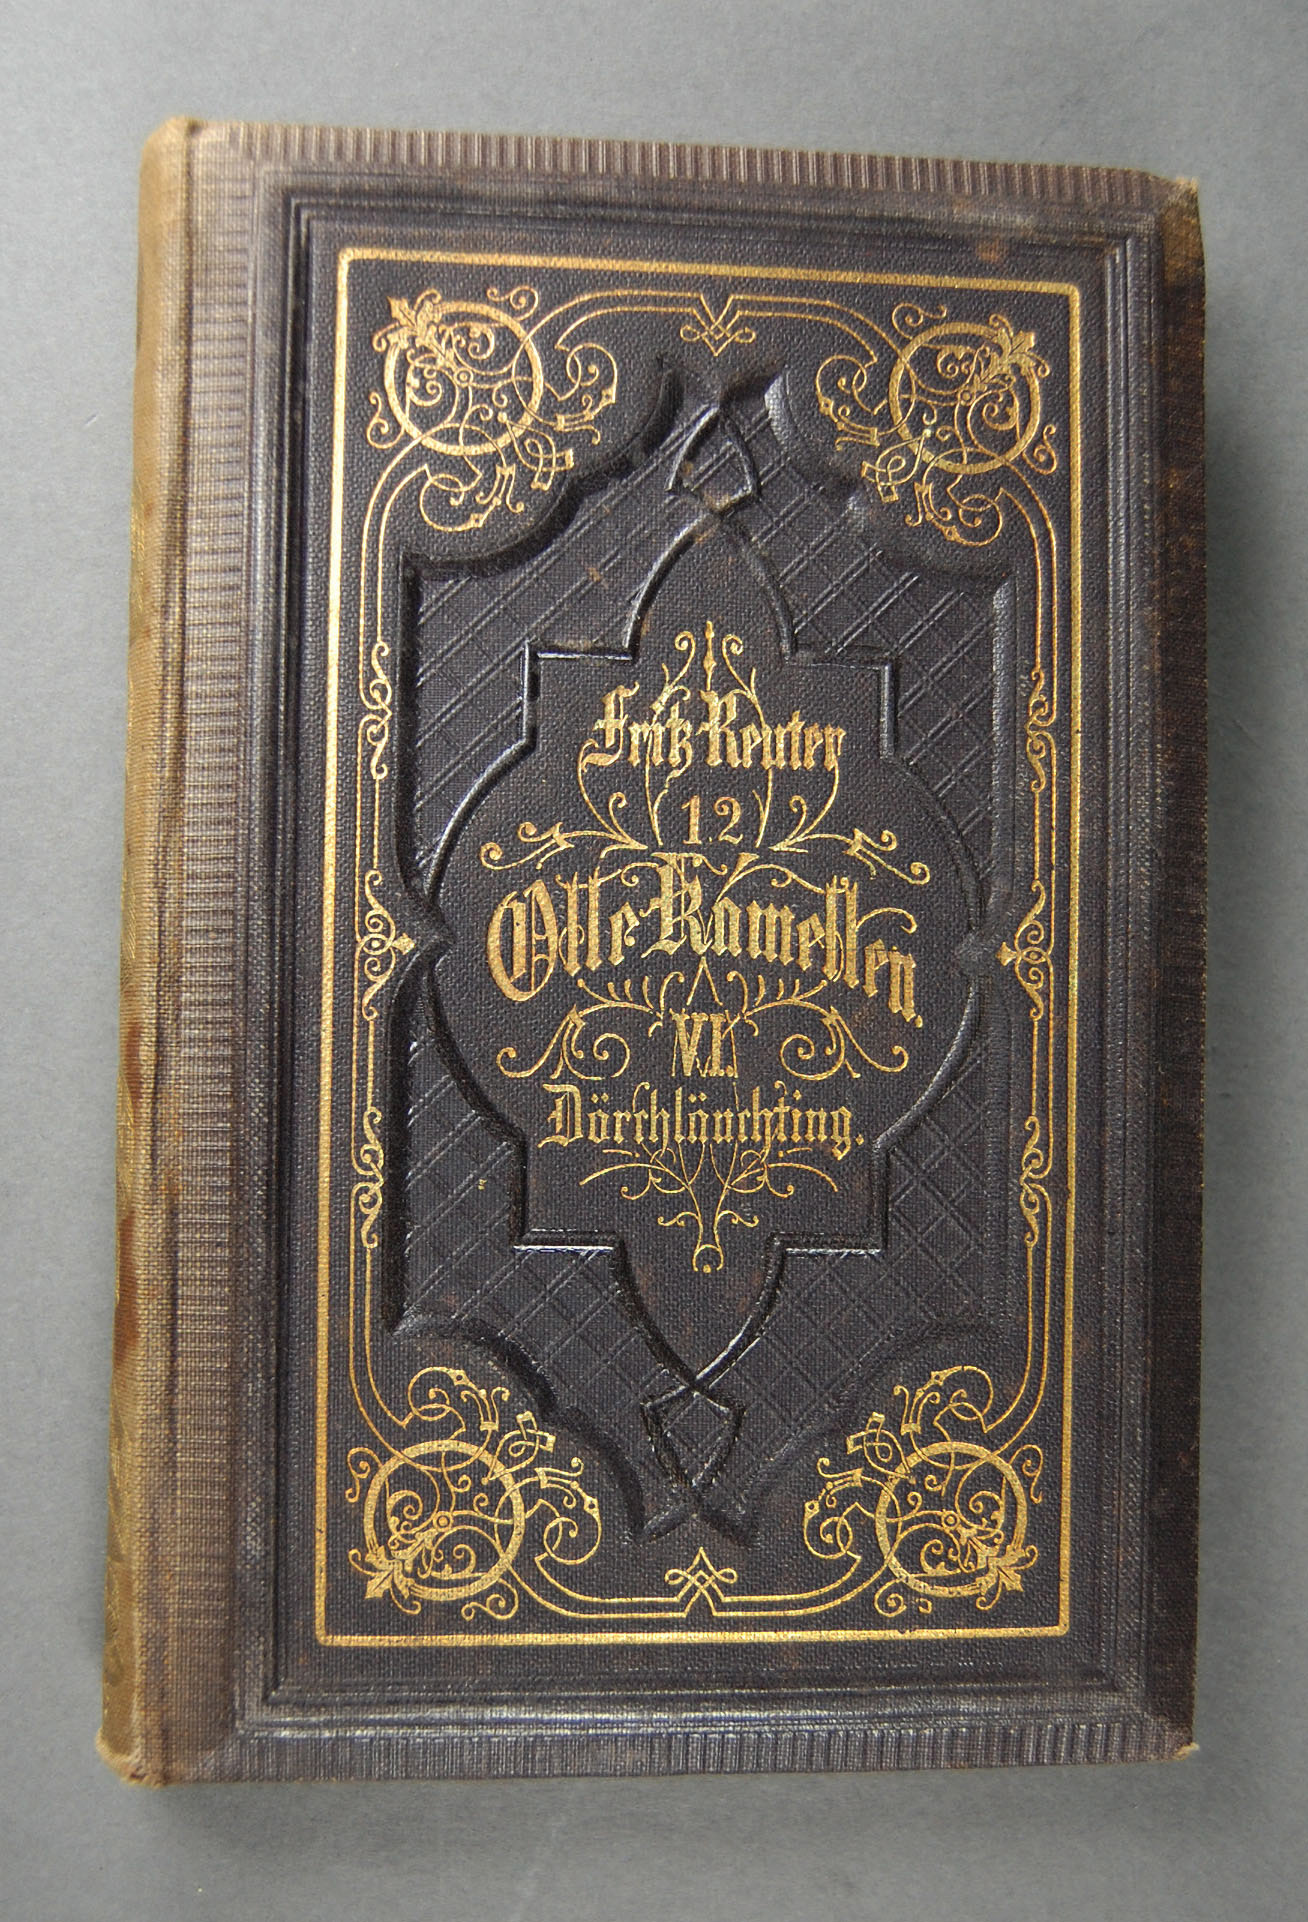 Fritz Reuter
12
Olle Kamellen.
VI.
Dörchläuchting.